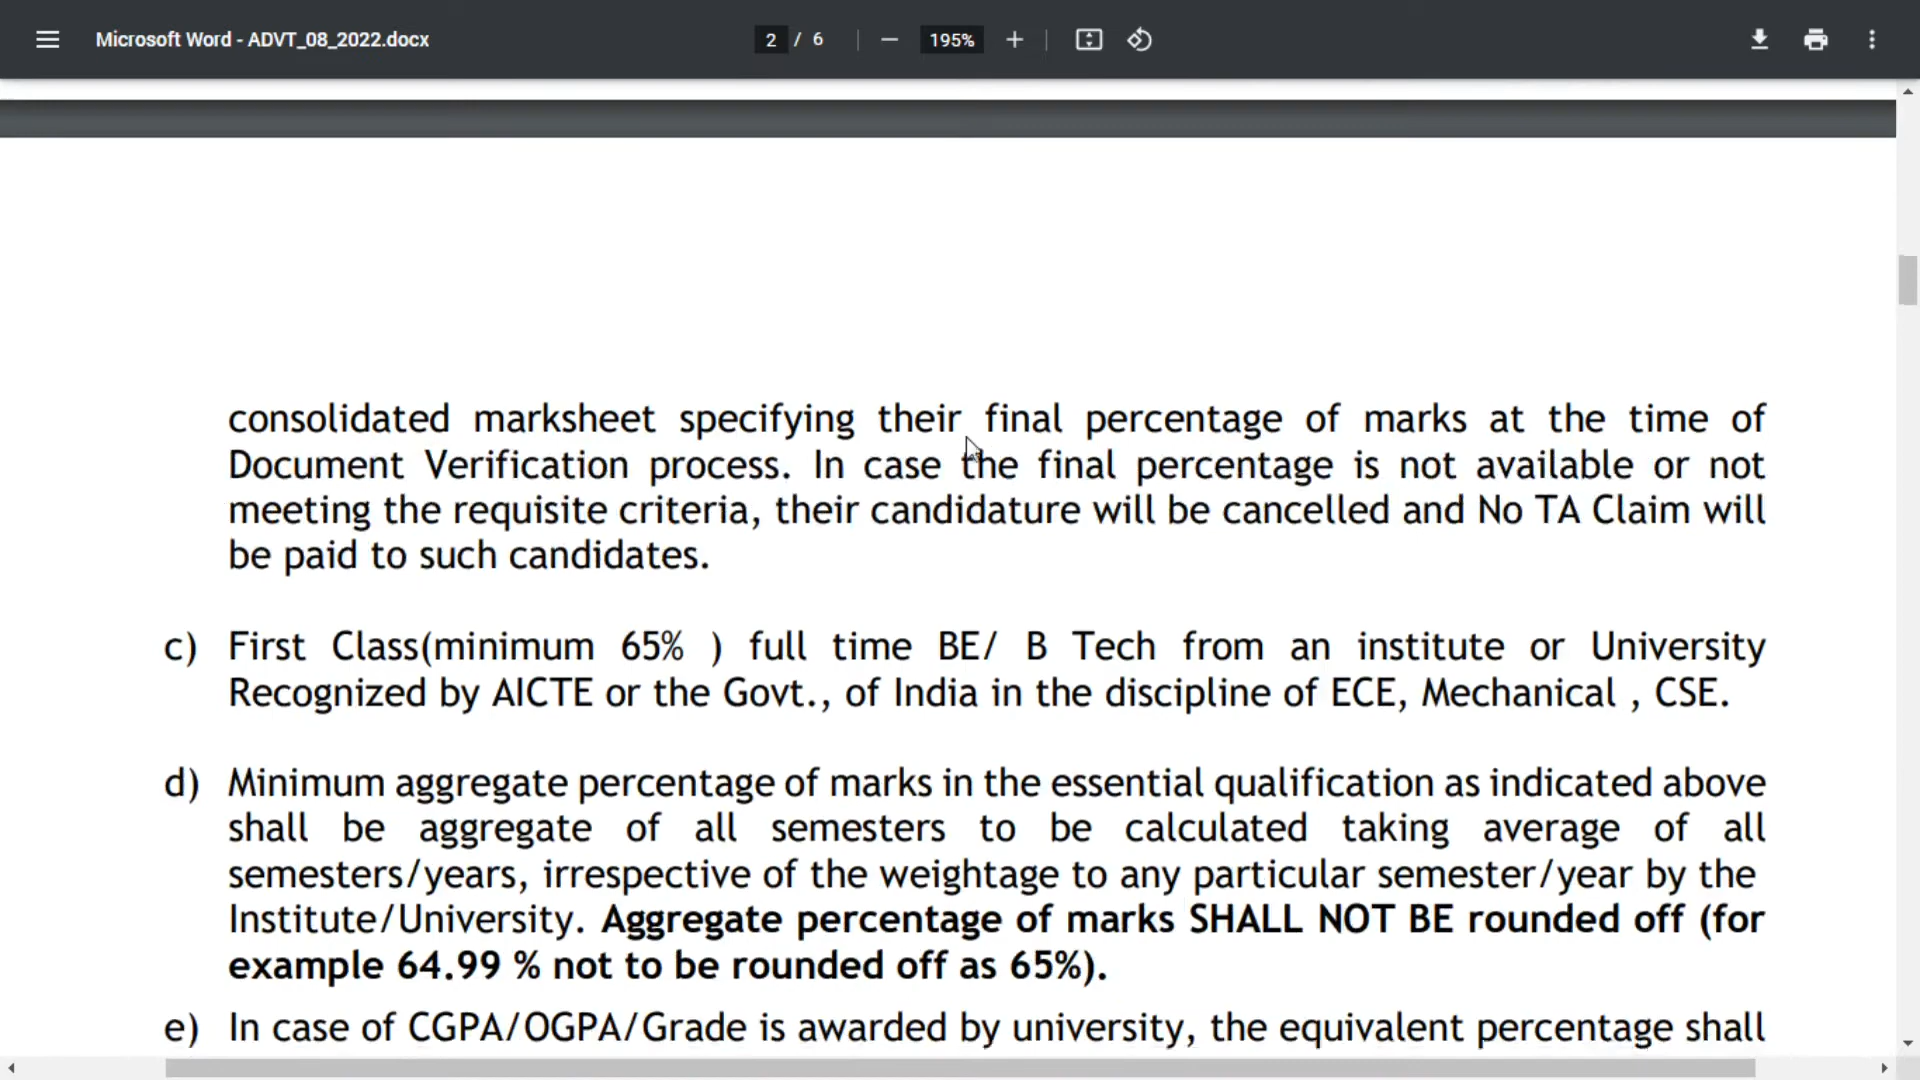 Microsoft Word - ADVT_08_2022.docx
2 / 6
195%
consolidated marksheet specifying their final percentage of marks at the time of
Document Verification process. In case the final percentage is not available or not
meeting the requisite criteria, their candidature will be cancelled and No TA Claim will
be paid to such candidates.
c) First Class(minimum 65% ) full time BE/ B Tech from an institute or University
Recognized by AICTE or the Govt., of India in the discipline of ECE, Mechanical , CSE.
d) Minimum aggregate percentage of marks in the essential qualification as indicated above
shall be aggregate of all semesters to be calculated taking average of all
semesters/years, irrespective of the weightage to any particular semester/year by the
Institute/University. Aggregate percentage of marks SHALL NOT BE rounded off (for
example 64.99 % not to be rounded off as 65%).
e) In case of CGPA/OGPA/Grade is awarded by university, the equivalent percentage shall